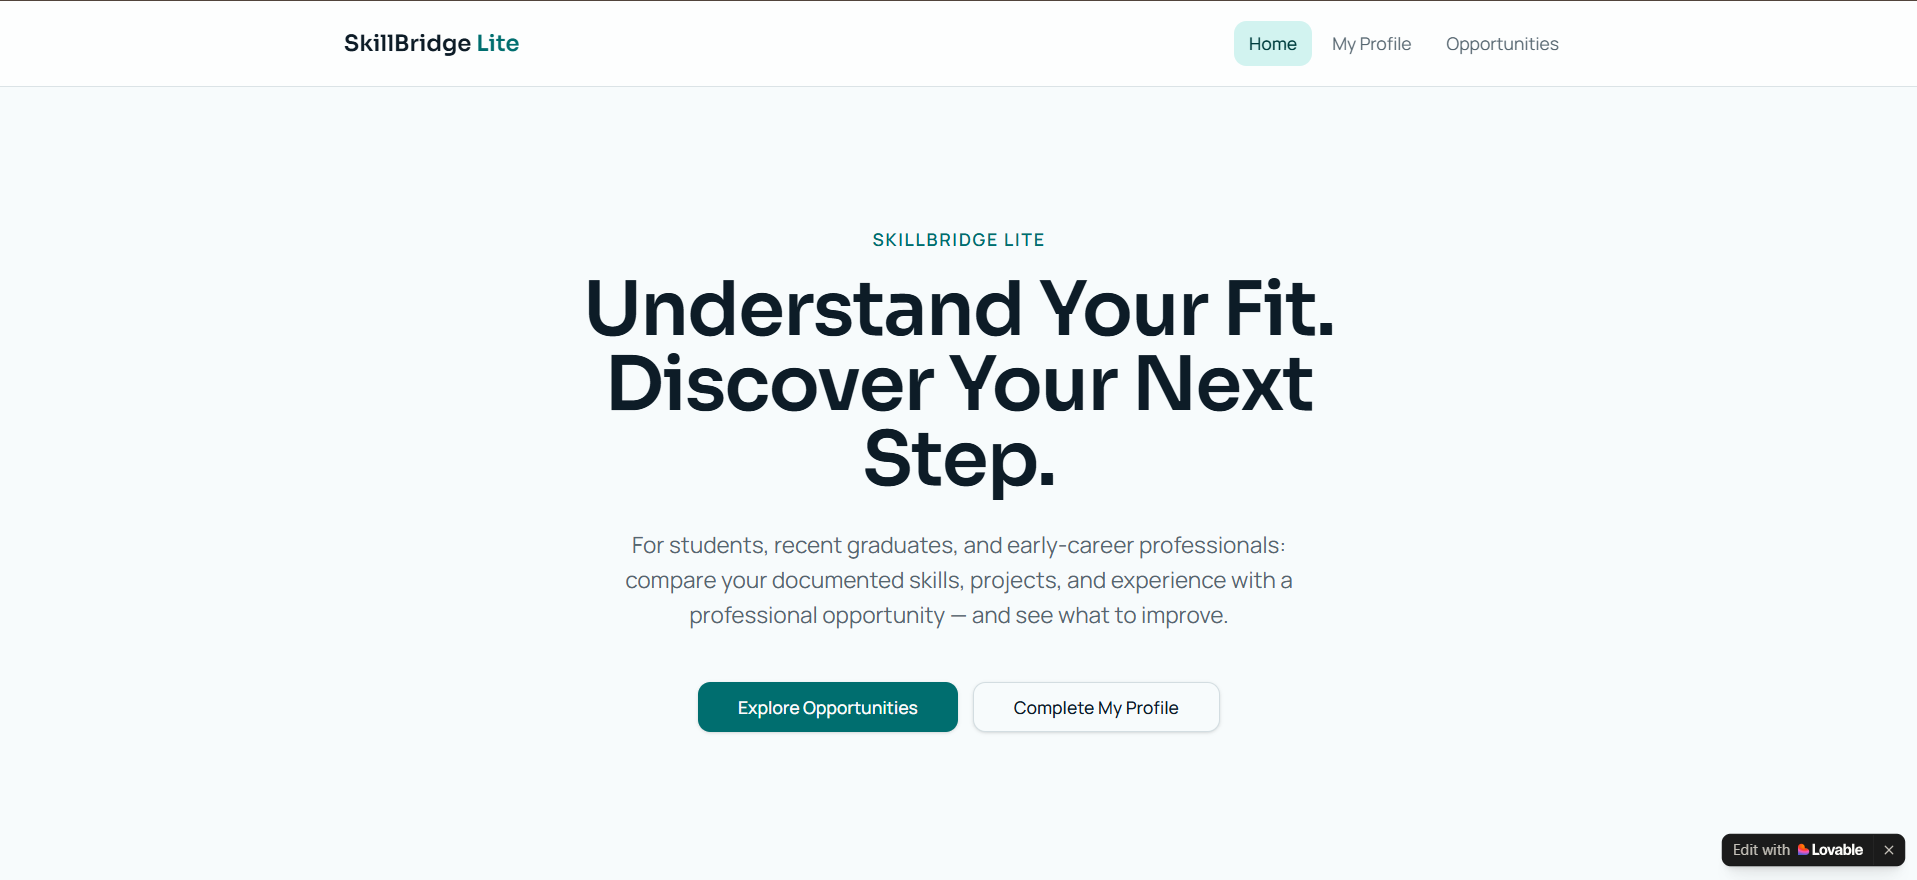 SkillBridge Lite
Home
My Profile
Opportunities
SKILLBRIDGE LITE
Understand Your Fit.
Discover Your Next
Step.
For students, recent graduates, and early-career professionals:
compare your documented skills, projects, and experience with a
professional opportunity — and see what to improve.
Explore Opportunities
Complete My Profile
Edit with Lovable